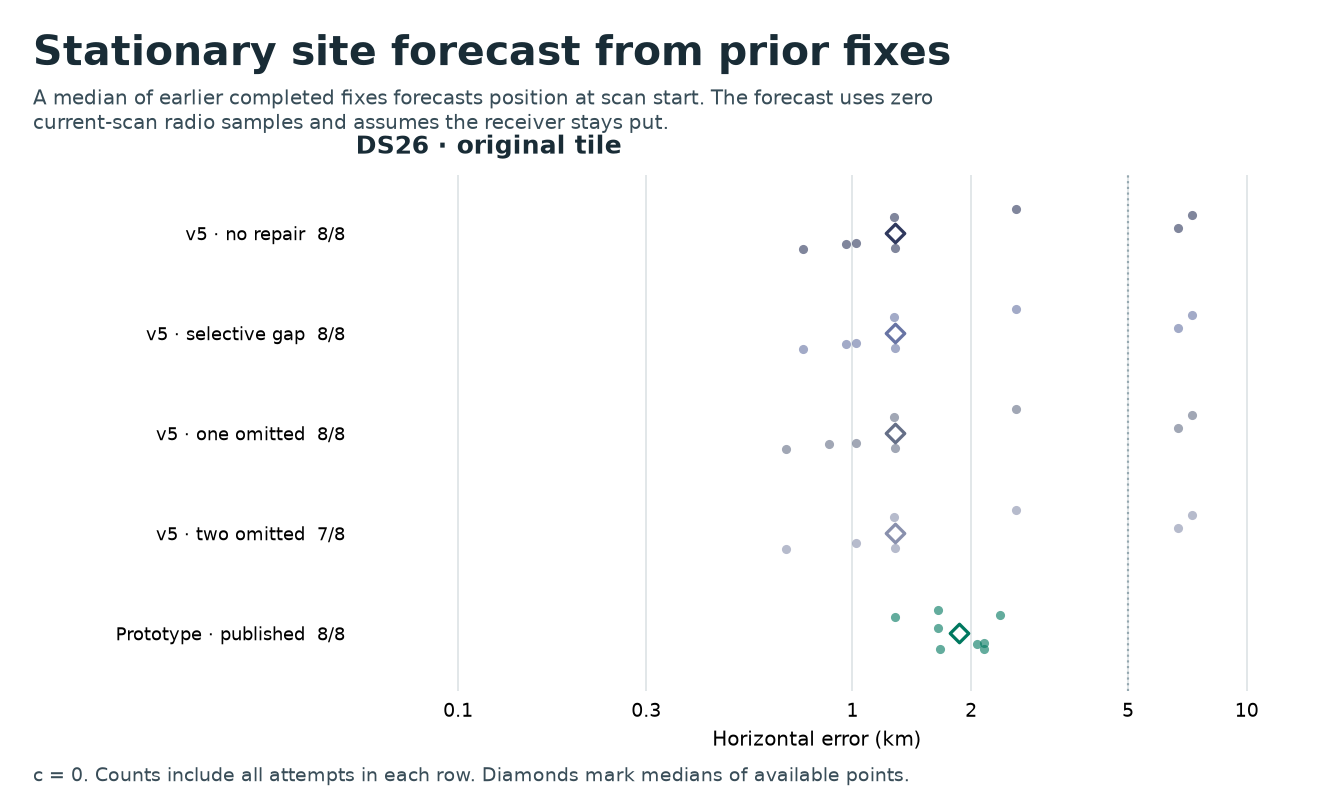 Stationary site forecast from prior fixes
A median of earlier completed fixes forecasts position at scan start. The forecast uses zero
current-scan radio samples and assumes the receiver stays put.
DS26 · original tile
v5 · no repair  8/8
v5 · selective gap  8/8
v5 · one omitted  8/8
v5 · two omitted  7/8
Prototype · published  8/8
0.1 0.3 1 2 5 10
Horizontal error (km)
c = 0. Counts include all attempts in each row. Diamonds mark medians of available points.